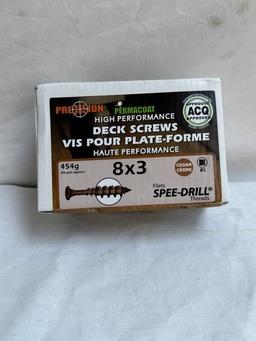 PRECISION PERMACOAT
HIGH PERFORMANCE
DECK SCREWS
VIS POUR PLATE-FORME
HAUTE PERFORMANCE
APPROVED
ACQ
APPROUVÉ
454g
8x3
CEDAR
CEDRE
#2
Filets
SPEE-DRILL®
Threads